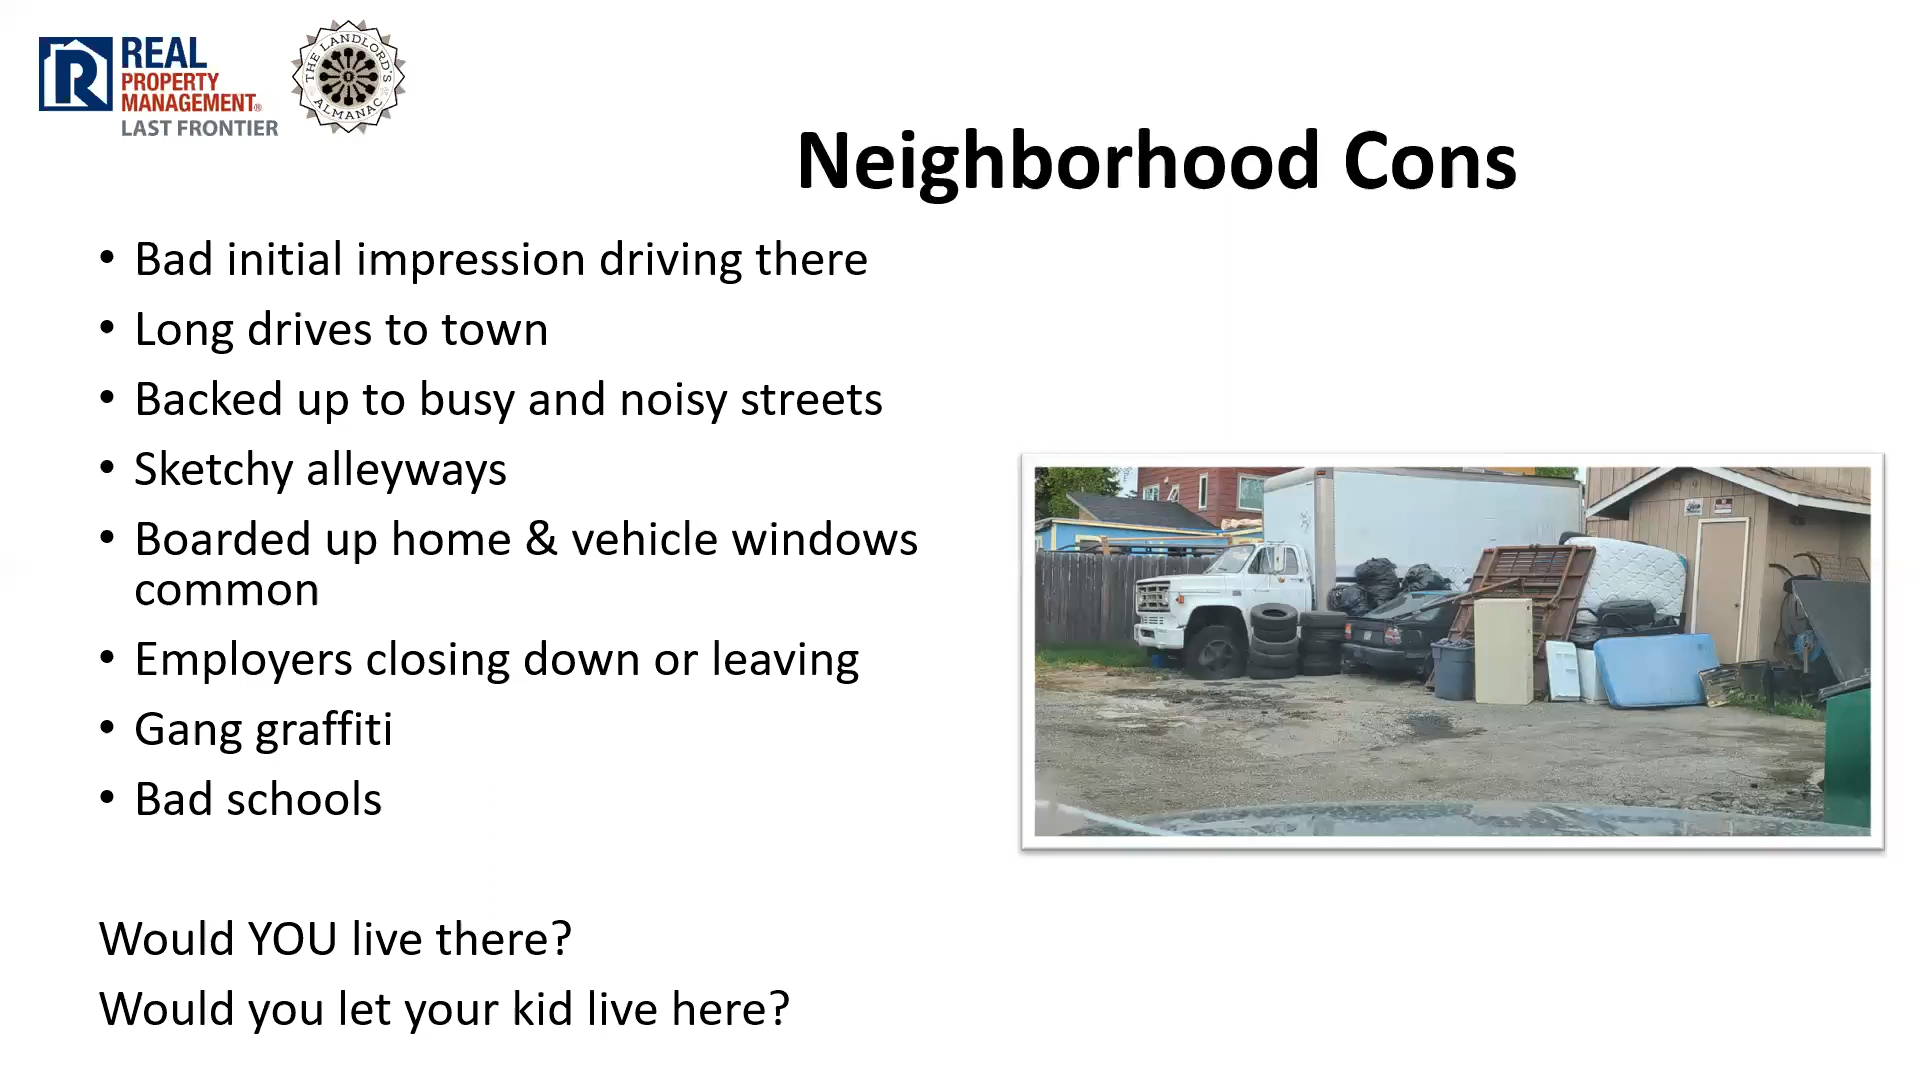 REAL
PROPERTY
MANAGEMENT®
LAST FRONTIER
THE LANDLORD'S
ALMANAC
Neighborhood Cons
• Bad initial impression driving there
• Long drives to town
• Backed up to busy and noisy streets
• Sketchy alleyways
• Boarded up home & vehicle windows
common
• Employers closing down or leaving
• Gang graffiti
• Bad schools
Would YOU live there?
Would you let your kid live here?